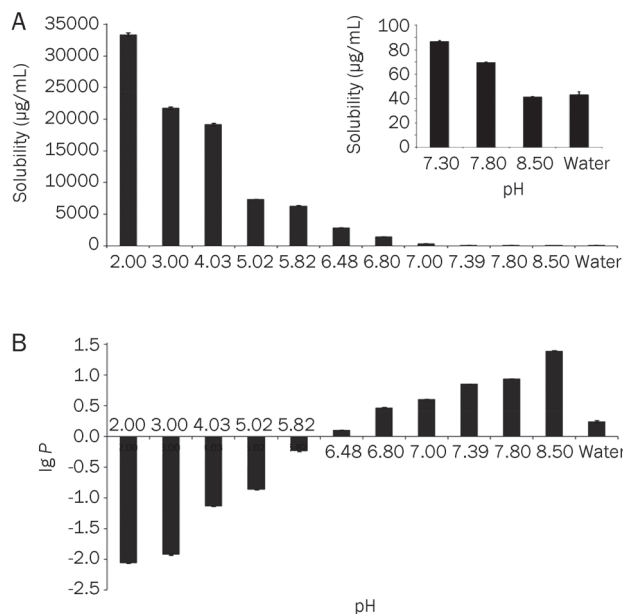 A
Solubility (μg/mL)
35000
30000
25000
20000
15000
10000
5000
0
2.00 3.00 4.03 5.02 5.82 6.48 6.80 7.00 7.39 7.80 8.50 Water
Solubility (μg/mL)
100
80
60
40
20
0
7.30 7.80 8.50 Water
pH
B
lg P
1.5
1.0
0.5
0.0
-0.5
-1.0
-1.5
-2.0
-2.5
2.00 3.00 4.03 5.02 5.82
6.48 6.80 7.00 7.39 7.80 8.50 Water
pH